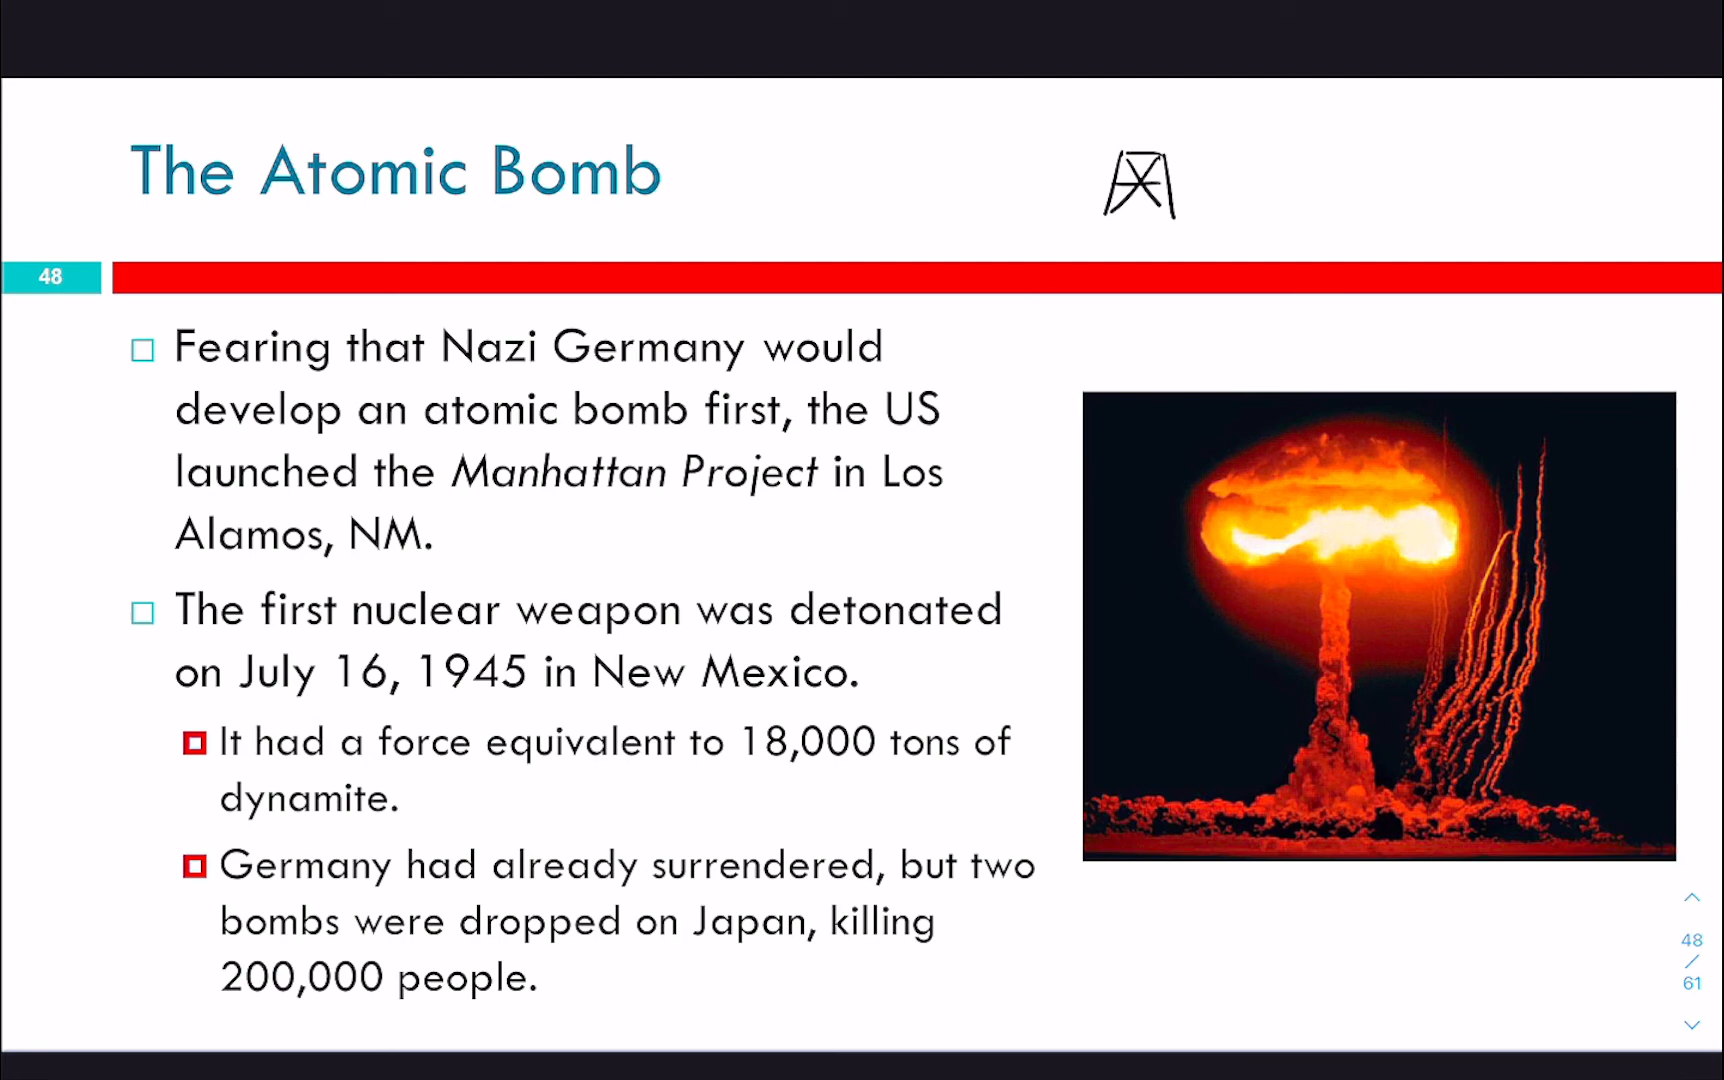 The Atomic Bomb
48
Fearing that Nazi Germany would
develop an atomic bomb first, the US
launched the Manhattan Project in Los
Alamos, NM.
The first nuclear weapon was detonated
on July 16, 1945 in New Mexico.
It had a force equivalent to 18,000 tons of
dynamite.
Germany had already surrendered, but two
bombs were dropped on Japan, killing
200,000 people.
48
/
61